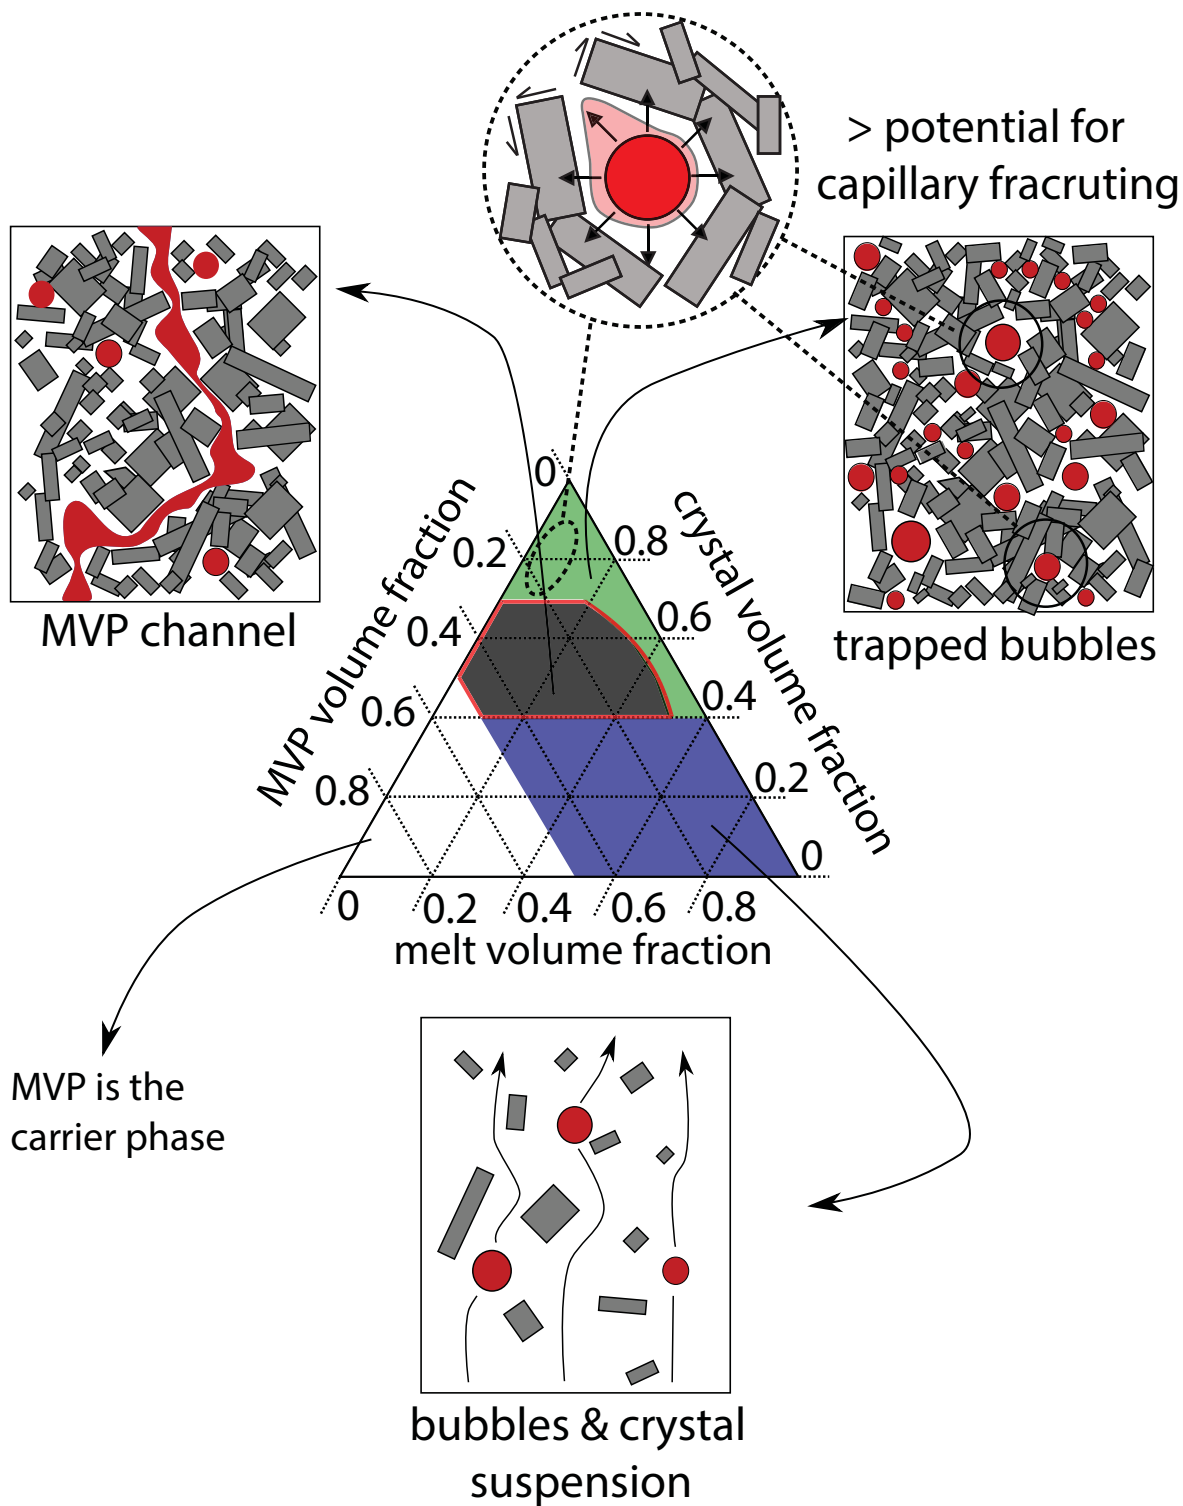 > potential for
capillary fracruting
MVP channel
trapped bubbles
MVP volume fraction
0
0.2
0.4
0.6
0.8
crystal volume fraction
0.8
0.6
0.4
0.2
0
0
0.2
0.4
0.6
0.8
melt volume fraction
MVP is the
carrier phase
bubbles & crystal
suspension